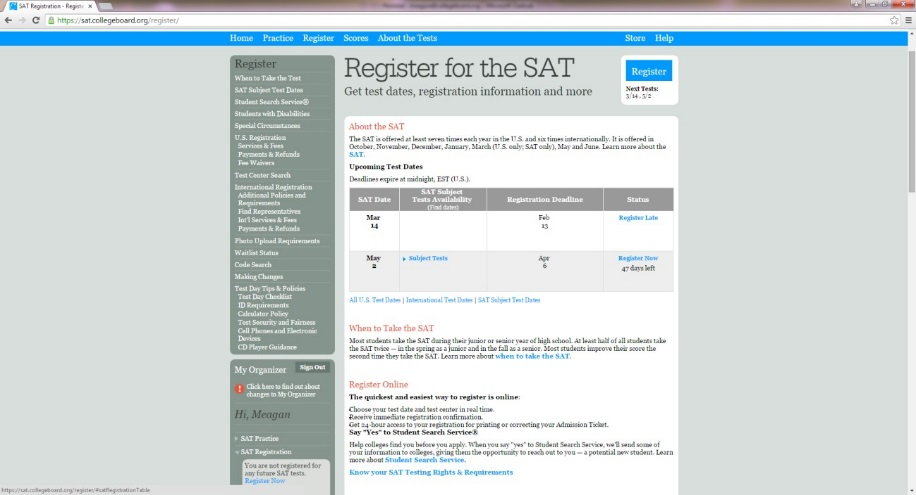 SAT Registration - Registe
https://sat.collegeboard.org/register/
Home Practice Register Scores About the Tests Store Help
Register
When to Take the Test
SAT Subject Test Dates
Student Search Service®
Students with Disabilities
Special Circumstances
U.S. Registration
Services & Fees
Payments & Refunds
Fee Waivers
Test Center Search
International Registration
Additional Policies and
Requirements
Find Representatives
Int'l Services & Fees
Payments & Refunds
Photo Upload Requirements
Waitlist Status
Code Search
Making Changes
Test Day Tips & Policies
Test Day Checklist
ID Requirements
Calculator Policy
Test Security and Fairness
Cell Phones and Electronic
Devices
CD Player Guidance
My Organizer Sign Out
Click here to find out about
changes to My Organizer
Hi, Meagan
SAT Practice
SAT Registration
You are not registered for
any future SAT tests.
Register Now
Register for the SAT
Get test dates, registration information and more
Register
Next Tests:
3/14 , 5/2
About the SAT
The SAT is offered at least seven times each year in the U.S. and six times internationally. It is offered in
October, November, December, January, March (U.S. only; SAT only), May and June. Learn more about the
SAT.
Upcoming Test Dates
Deadlines expire at midnight, EST (U.S.).
SAT Date SAT Subject Tests Availability (Find dates) Registration Deadline Status
Mar 14 Feb 13 Register Late
May 2 Subject Tests Apr 6 Register Now 47 days left
All U.S. Test Dates | International Test Dates | SAT Subject Test Dates
When to Take the SAT
Most students take the SAT during their junior or senior year of high school. At least half of all students take
the SAT twice — in the spring as a junior and in the fall as a senior. Most students improve their score the
second time they take the SAT. Learn more about when to take the SAT.
Register Online
The quickest and easiest way to register is online:
Choose your test date and test center in real time.
Receive immediate registration confirmation.
Get 24-hour access to your registration for printing or correcting your Admission Ticket.
Say "Yes" to Student Search Service®
Help colleges find you before you apply. When you say "yes" to Student Search Service, we'll send some of
your information to colleges, giving them the opportunity to reach out to you — a potential new student. Learn
more about Student Search Service.
Know your SAT Testing Rights & Requirements
https://sat.collegeboard.org/register/#satRegistrationTable